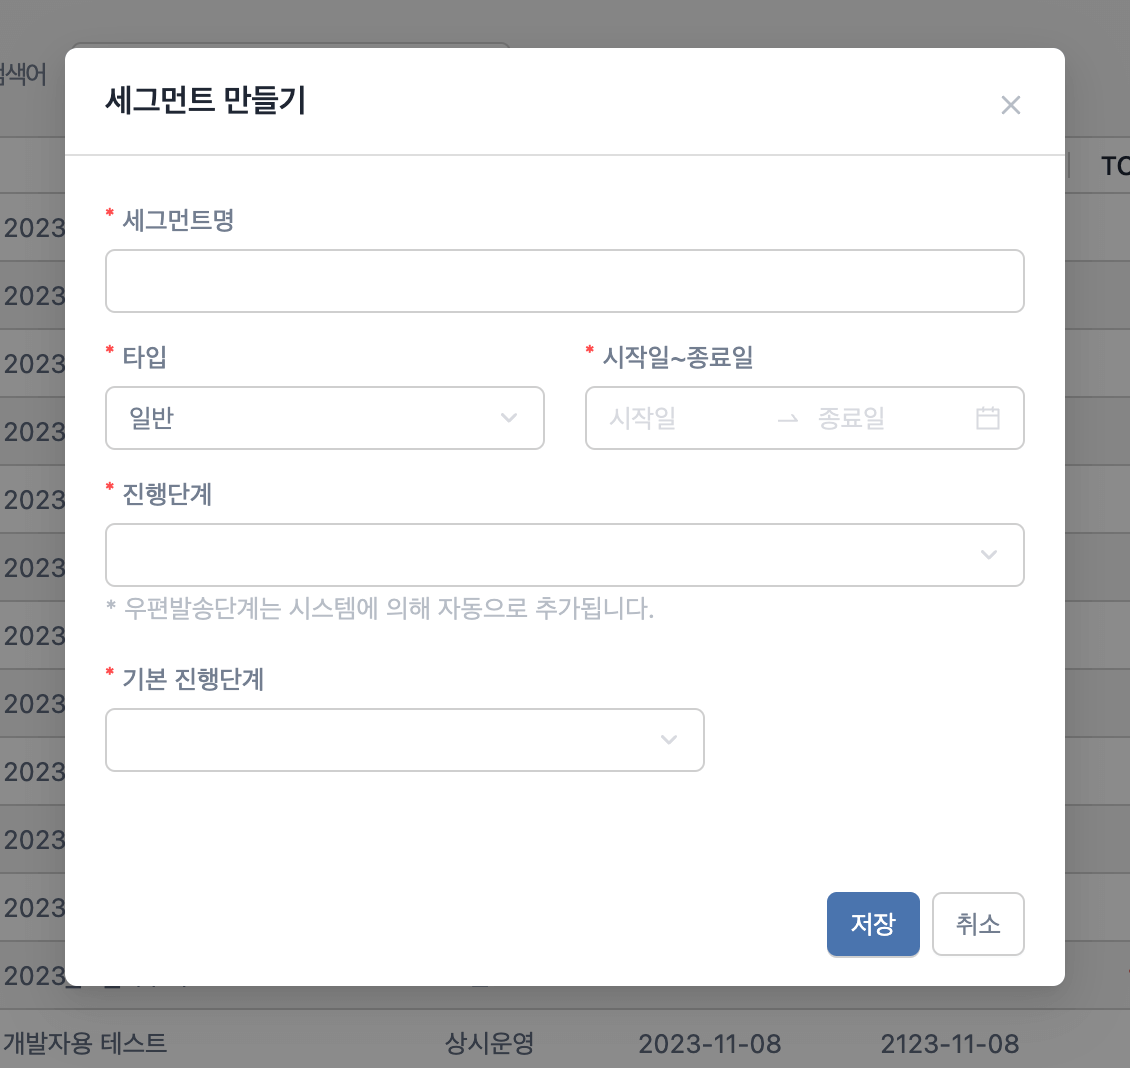 세그먼트 만들기
* 세그먼트명
* 타입
* 시작일~종료일
일반
시작일 → 종료일
* 진행단계
* 우편발송단계는 시스템에 의해 자동으로 추가됩니다.
* 기본 진행단계
저장 취소
2023
2023
2023
2023
2023
2023
2023
2023
2023
2023
2023
2023
개발자용 테스트 상시운영 2023-11-08 2123-11-08